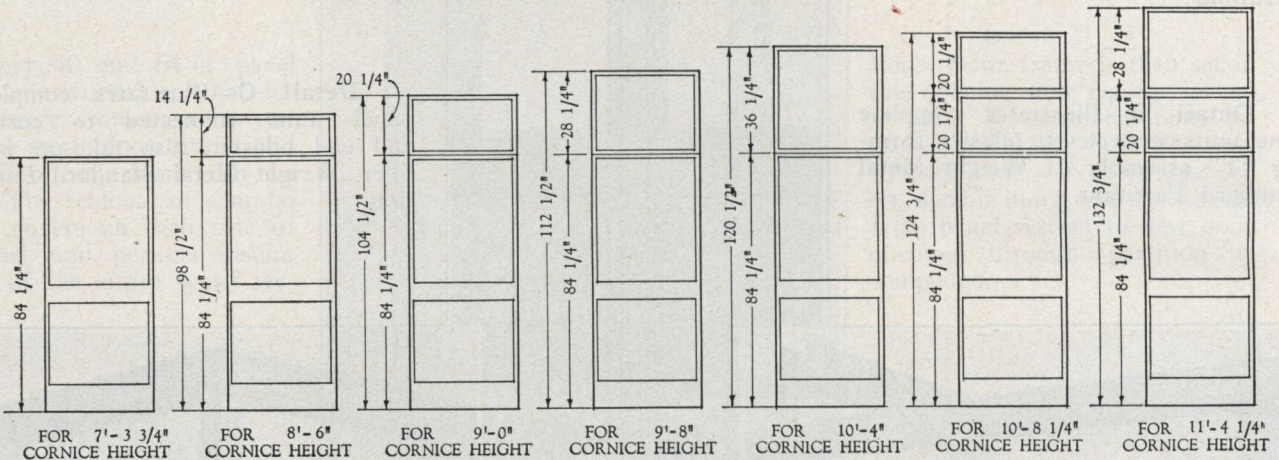 84 1/4"
FOR 7'-3 3/4"
CORNICE HEIGHT
14 1/4"
98 1/2"
84 1/4"
FOR 8'-6"
CORNICE HEIGHT
20 1/4"
104 1/2"
84 1/4"
FOR 9'-0"
CORNICE HEIGHT
28 1/4"
112 1/2"
84 1/4"
FOR 9'-8"
CORNICE HEIGHT
36 1/4"
120 1/2"
84 1/4"
FOR 10'-4"
CORNICE HEIGHT
20 1/4"
20 1/4"
124 3/4"
84 1/4"
FOR 10'-8 1/4"
CORNICE HEIGHT
28 1/4"
20 1/4"
132 3/4"
84 1/4"
FOR 11'-4 1/4"
CORNICE HEIGHT